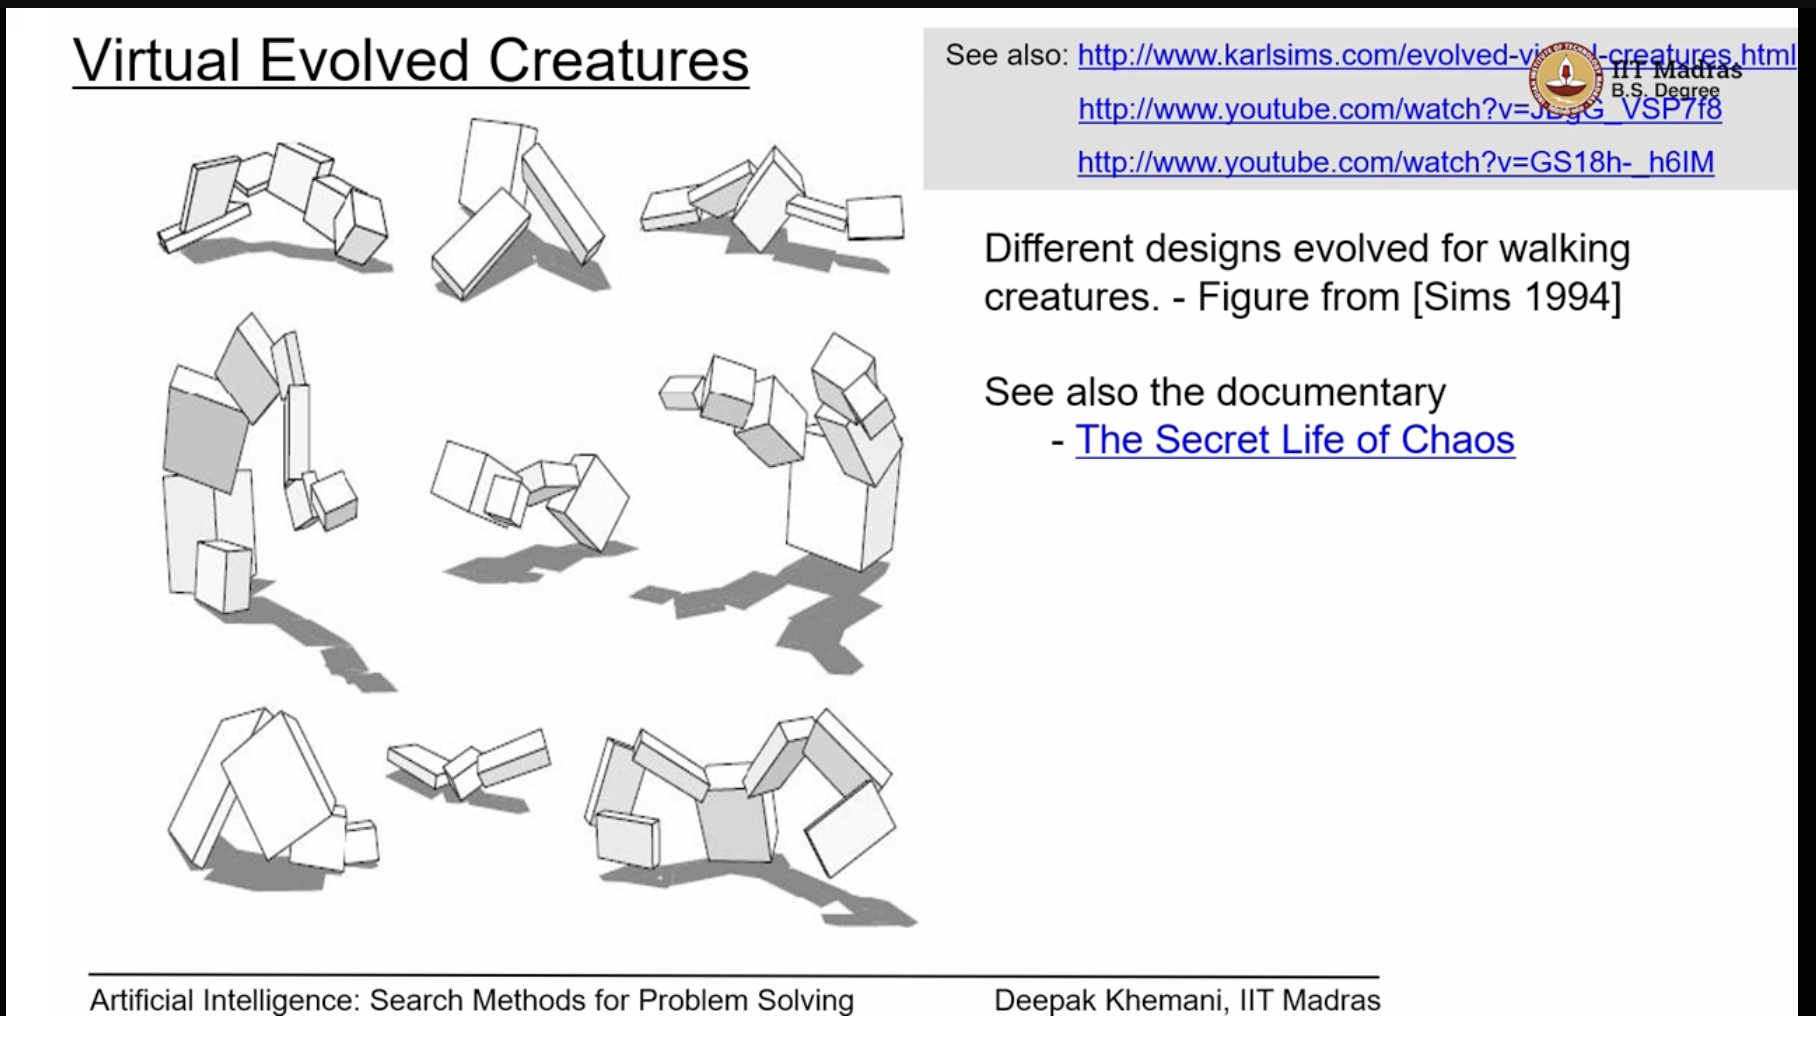 Virtual Evolved Creatures
See also: http://www.karlsims.com/evolved-vi l-creatures.html
http://www.youtube.com/watch?v=J G_VSP7f8
http://www.youtube.com/watch?v=GS18h-_h6IM
IIT Madras
B.S. Degree
Different designs evolved for walking
creatures. - Figure from [Sims 1994]
See also the documentary
- The Secret Life of Chaos
Artificial Intelligence: Search Methods for Problem Solving
Deepak Khemani, IIT Madras